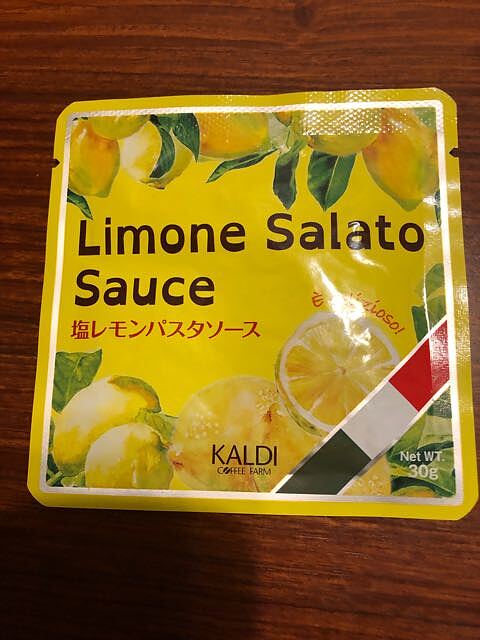 Limone Salato
Sauce
塩レモンパスタソース
KALDI
COFFEE FARM
Net WT.
30g